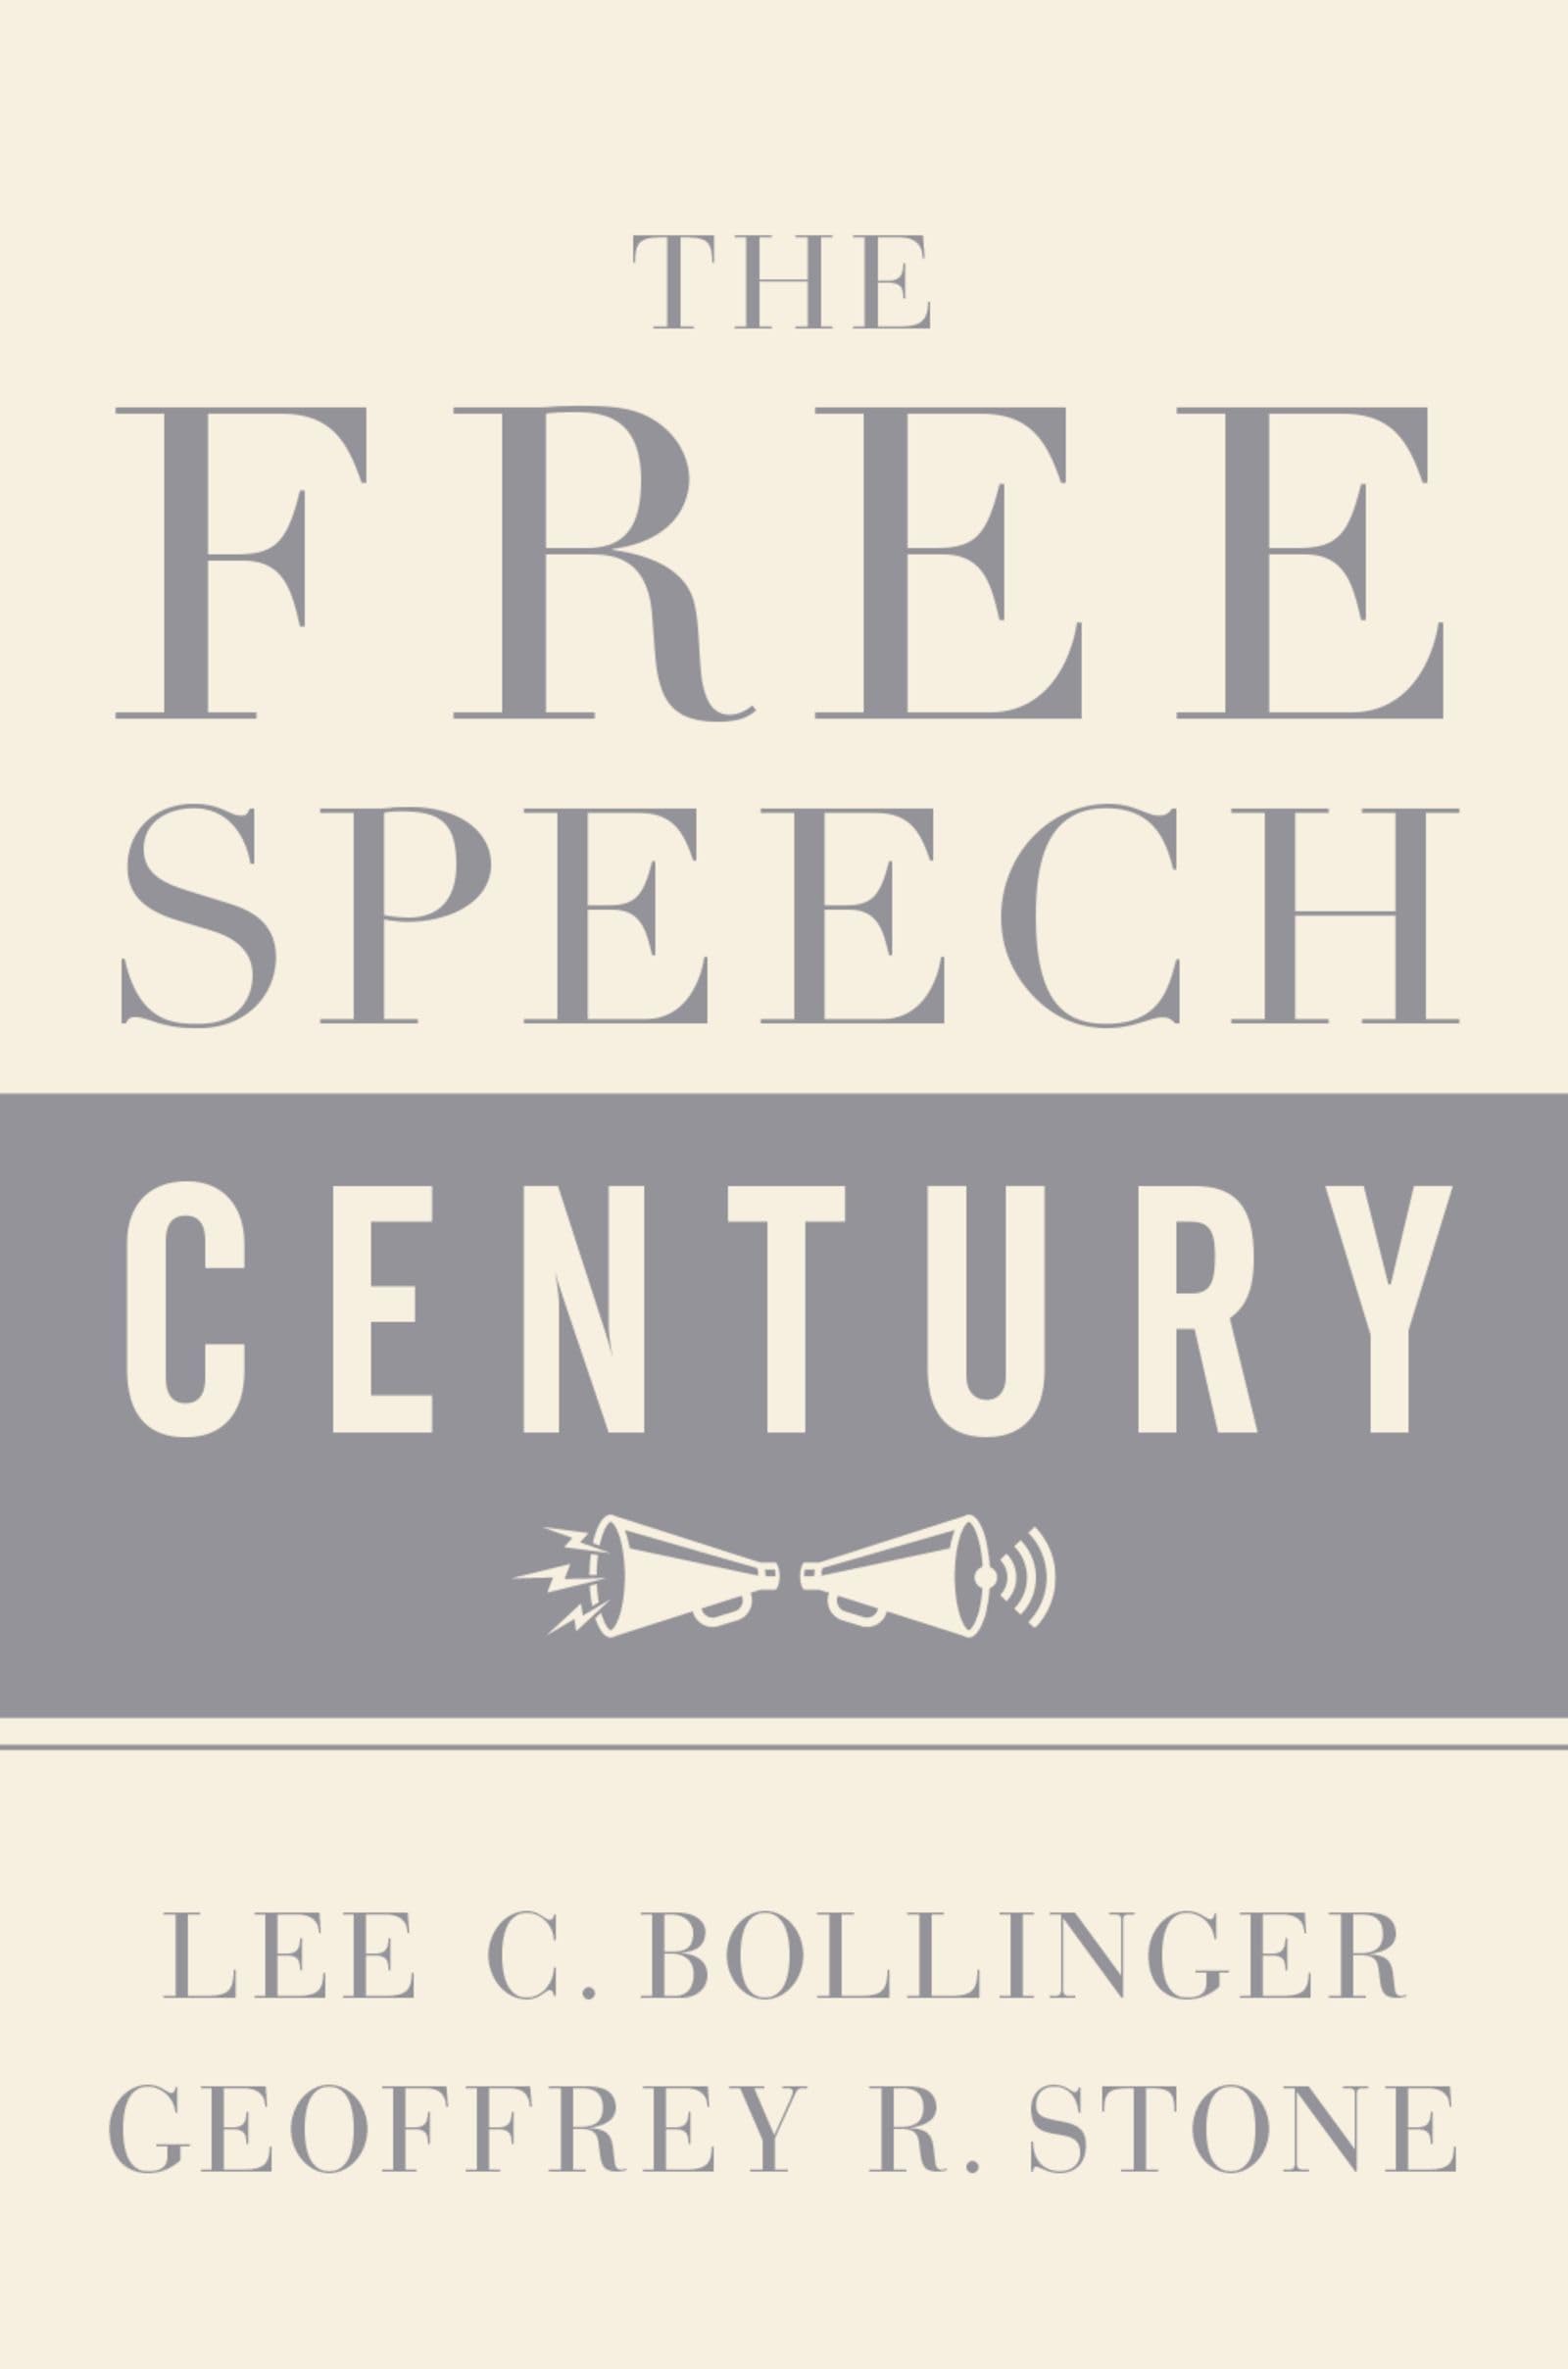 THE
FREE
SPEECH
CENTURY
LEE C. BOLLINGER
GEOFFREY R. STONE